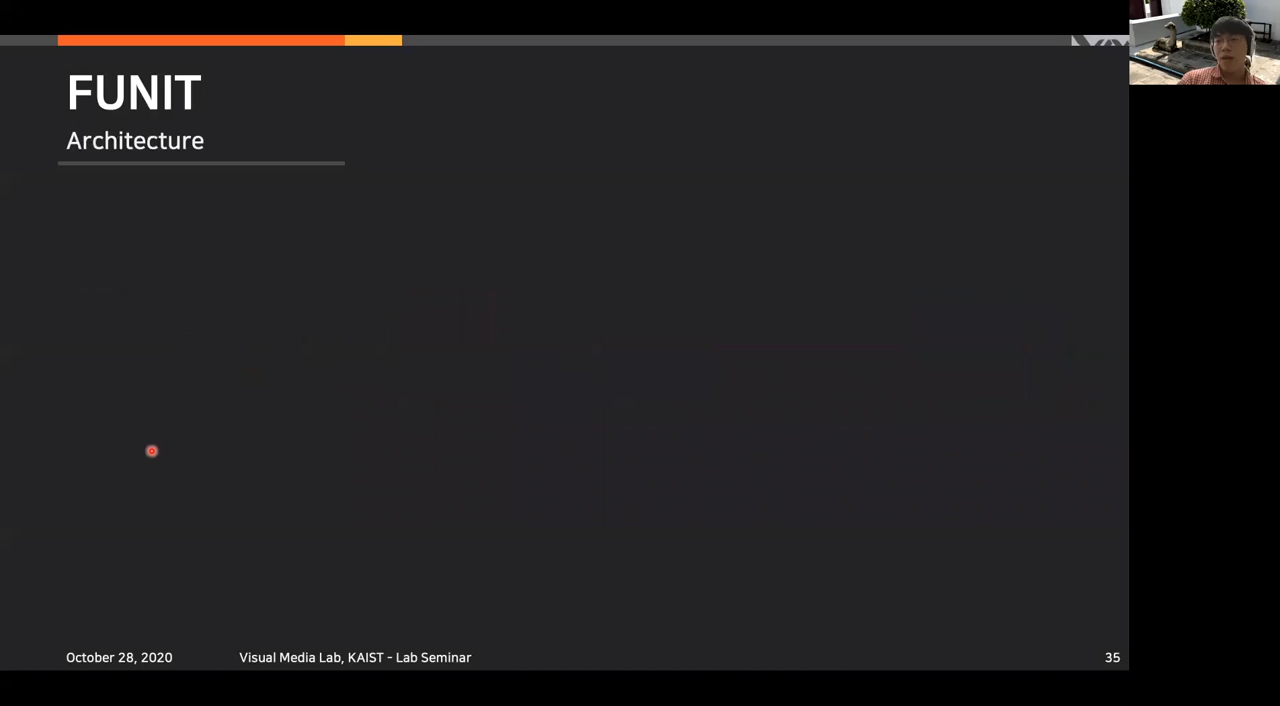 FUNIT
Architecture
October 28, 2020
Visual Media Lab, KAIST - Lab Seminar
35